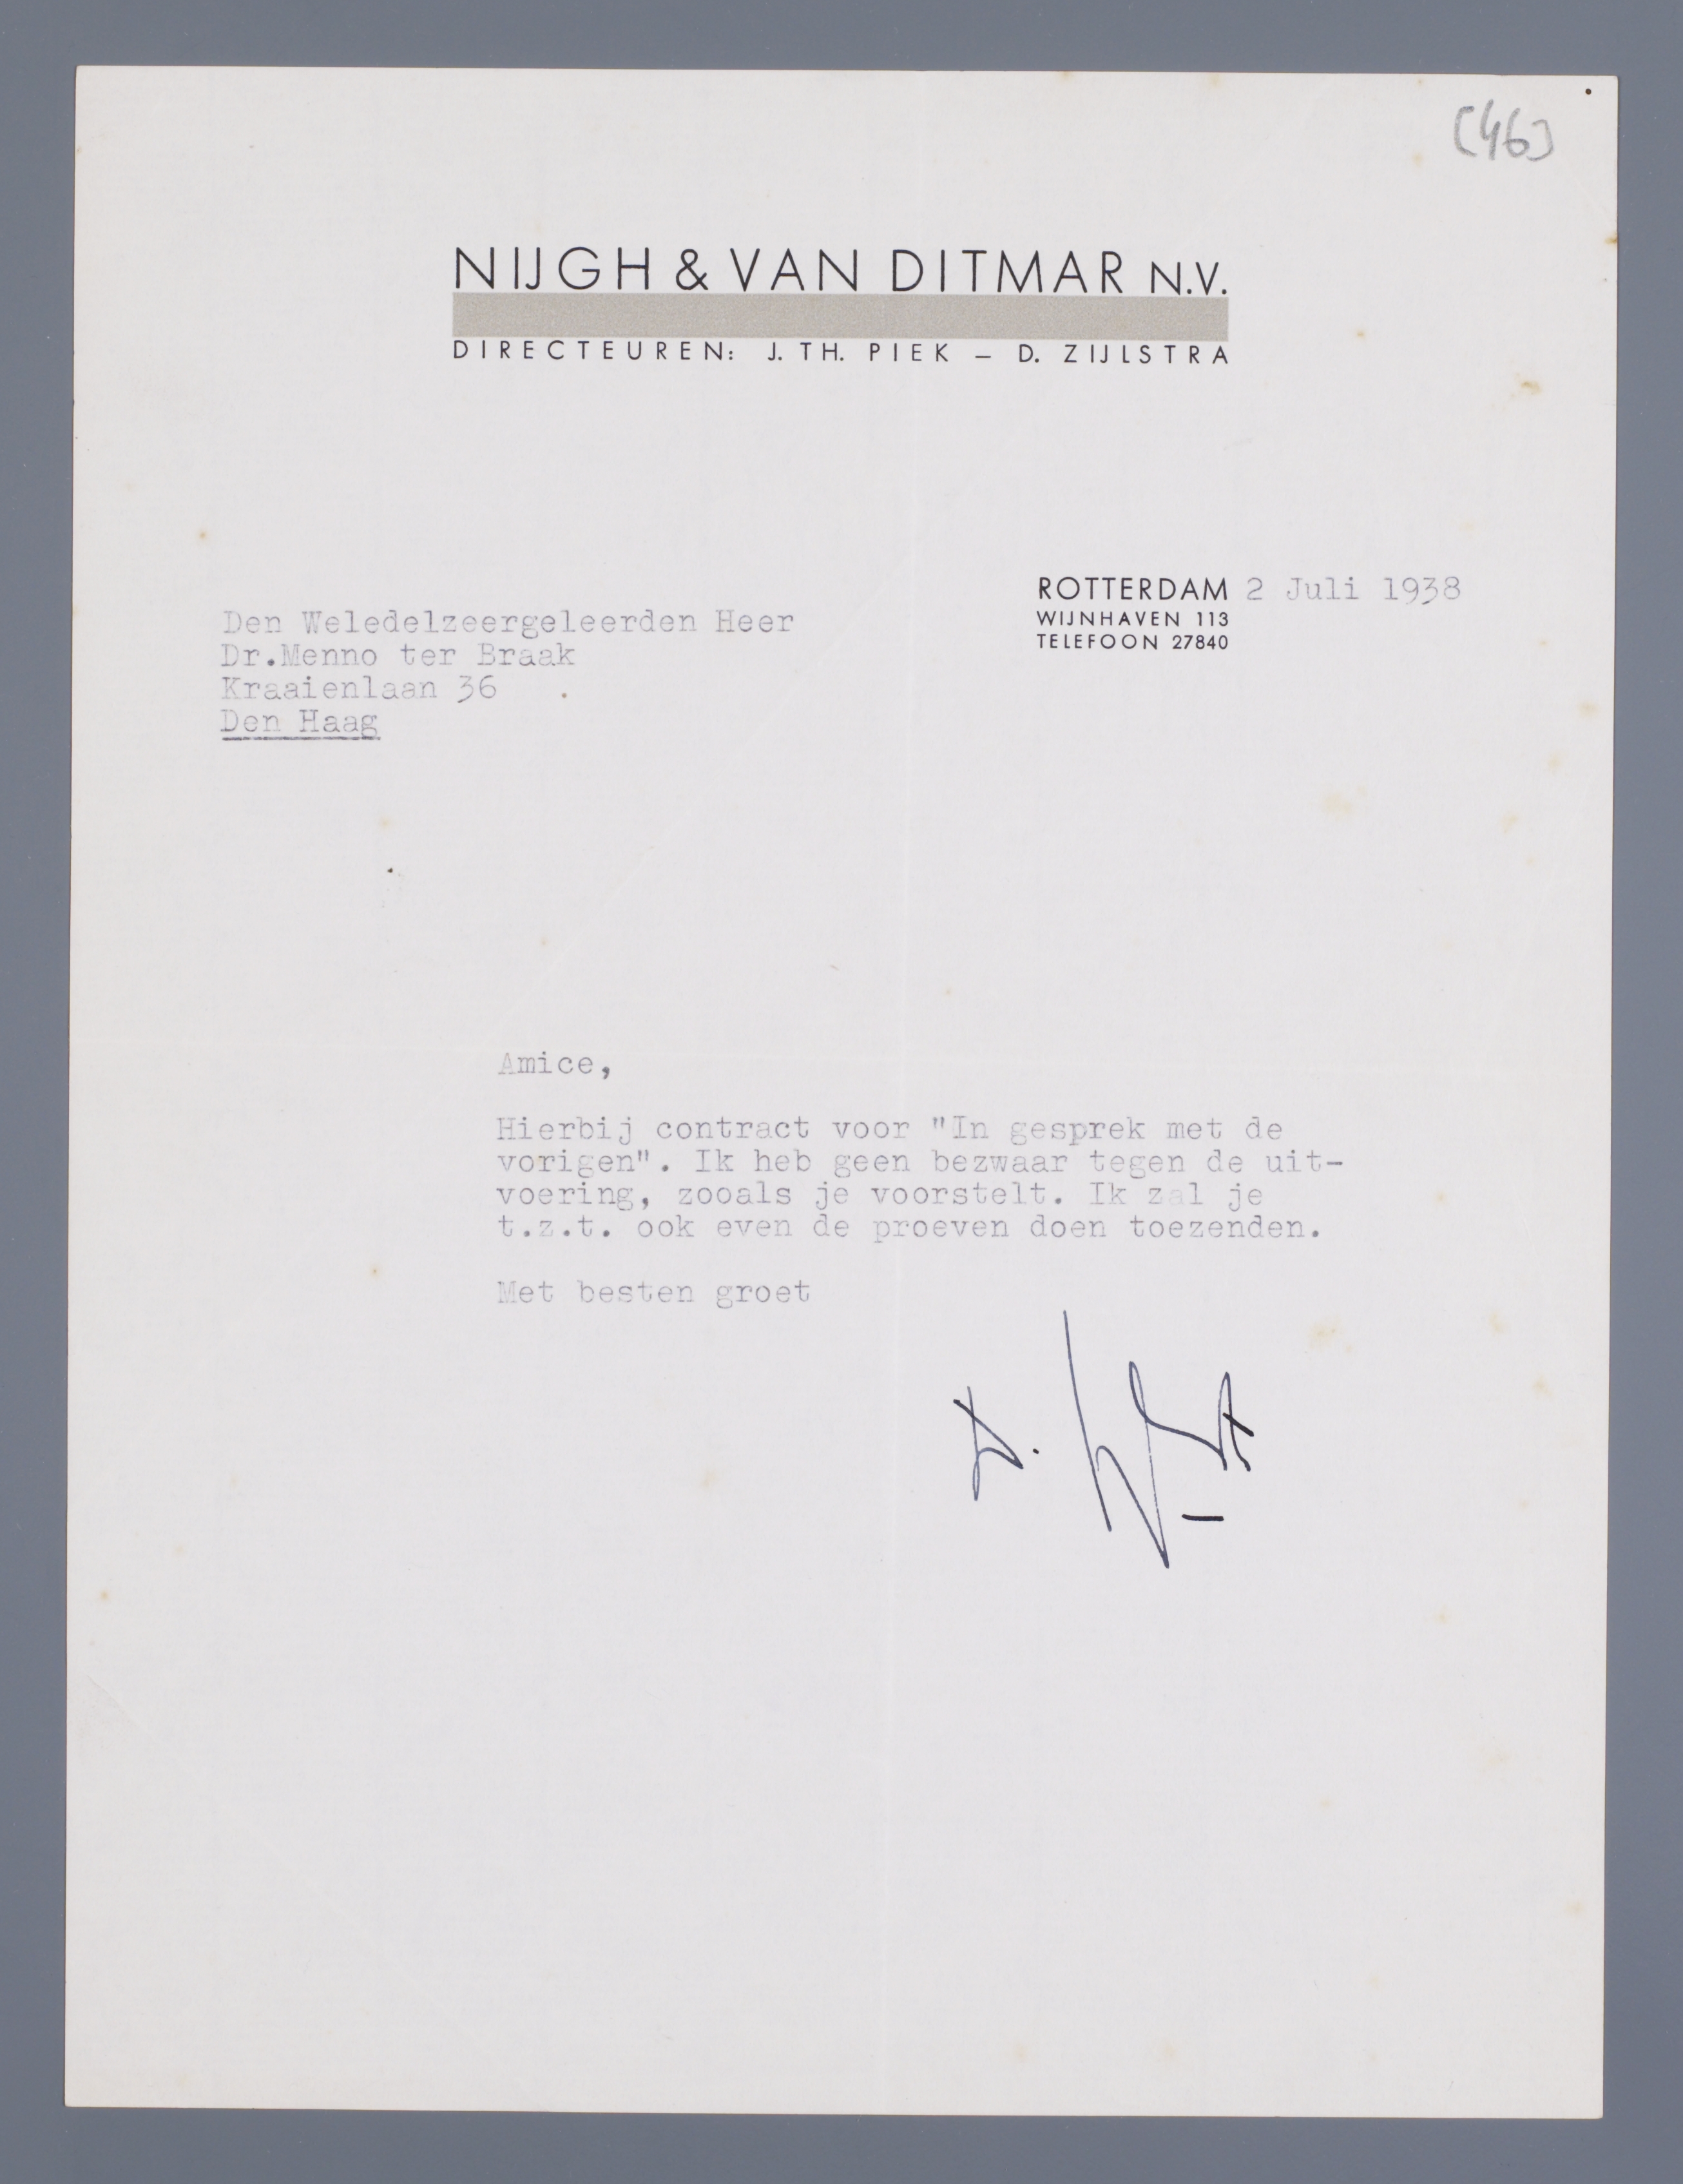 [46]
NIJGH & VAN DITMAR N.V.
DIRECTEUREN: J. TH. PIEK – D. ZIJLSTRA
ROTTERDAM 2 Juli 1938
WIJNHAVEN 113
TELEFOON 27840
Den Weledelzeergeleerden Heer
Dr.Menno ter Braak
Kraaienlaan 36
Den Haag
Amice,
Hierbij contract voor "In gesprek met de
vorigen". Ik heb geen bezwaar tegen de uit-
voering, zooals je voorstelt. Ik zal je
t.z.t. ook even de proeven doen toezenden.
Met besten groet